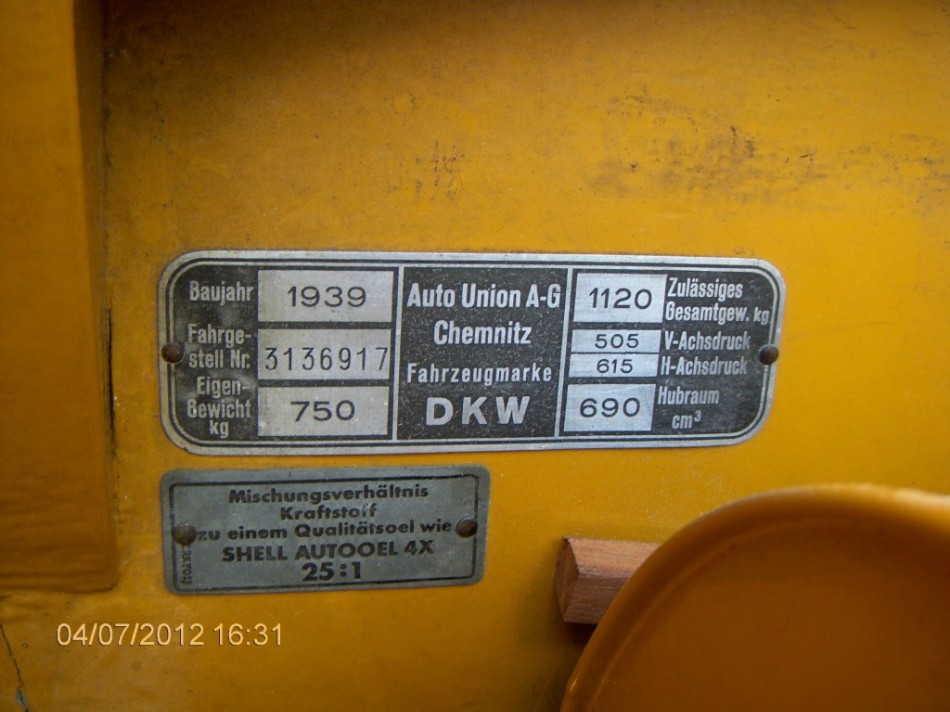 Baujahr 1939
Fahrge-
stell Nr. 3136917
Eigen-
Bewicht 750
kg
Auto Union A-G
Chemnitz
Fahrzeugmarke
DKW
1120 Zulässiges
Gesamtgew. kg
505 V-Achsdruck
615 H-Achsdruck
690 Hubraum
cm³
Mischungsverhältnis
Kraftstoff
zu einem Qualitätsoel wie
SHELL AUTOOEL 4X
25:1
04/07/2012 16:31